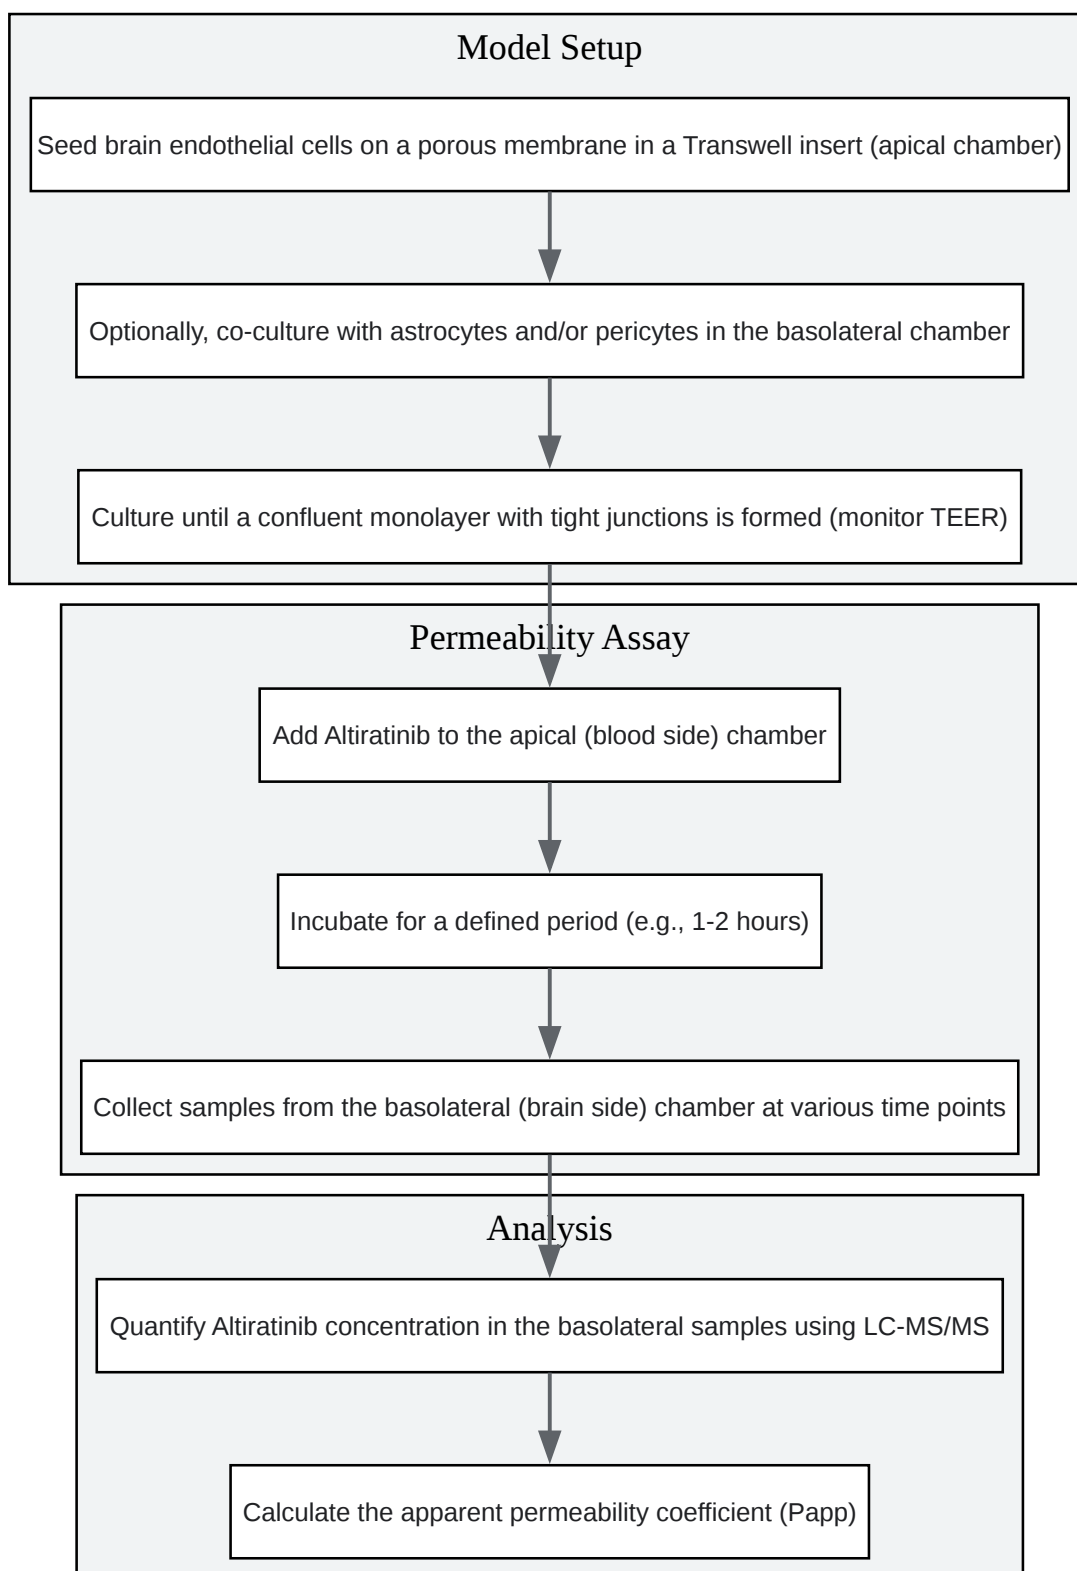 Model Setup
Seed brain endothelial cells on a porous membrane in a Transwell insert (apical chamber)
Optionally, co-culture with astrocytes and/or pericytes in the basolateral chamber
Culture until a confluent monolayer with tight junctions is formed (monitor TEER)
Permeability Assay
Add Altiratinib to the apical (blood side) chamber
Incubate for a defined period (e.g., 1-2 hours)
Collect samples from the basolateral (brain side) chamber at various time points
Analysis
Quantify Altiratinib concentration in the basolateral samples using LC-MS/MS
Calculate the apparent permeability coefficient (Papp)